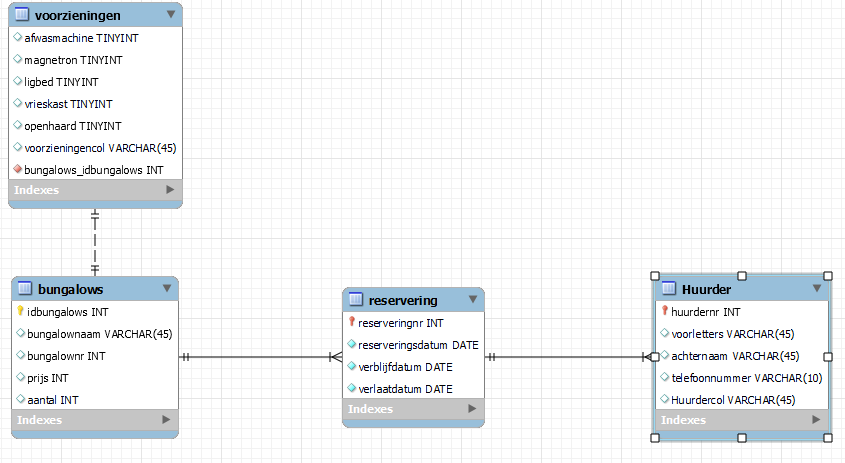 voorzieningen
afwasmachine TINYINT
magnetron TINYINT
ligbed TINYINT
vrieskast TINYINT
openhaard TINYINT
voorzieningencol VARCHAR(45)
bungalows_idbungalows INT
Indexes
bungalows
idbungalows INT
bungalownaam VARCHAR(45)
bungalownr INT
prijs INT
aantal INT
Indexes
reservering
reserveringnr INT
reserveringsdatum DATE
verblijfdatum DATE
verlaatdatum DATE
Indexes
Huurder
huurdernr INT
voorletters VARCHAR(45)
achternaam VARCHAR(45)
telefoonnummer VARCHAR(10)
Huurdercol VARCHAR(45)
Indexes